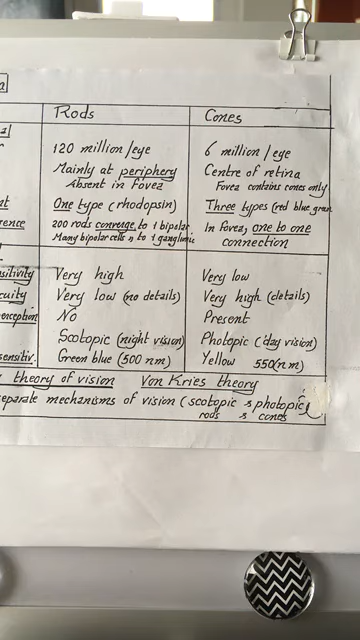 Rods Cones
120 million/eye 6 million/eye
Mainly at periphery Centre of retina
Absent in Fovea Fovea contains cones only
One type (rhodopsin) Three types (red blue green
200 rods converge to 1 bipolar In Fovea, one to one
Many bipolar cells to 1 ganglionic connection
sitivity Very high Very low
cuity Very low (no details) Very high (details)
erception No Present
Scotopic (night vision) Photopic (day vision)
sensitiv. Green blue (500 nm) Yellow 550(nm)
theory of vision Von Kries theory
eparate mechanisms of vision (scotopic & photopic)
rods & cones